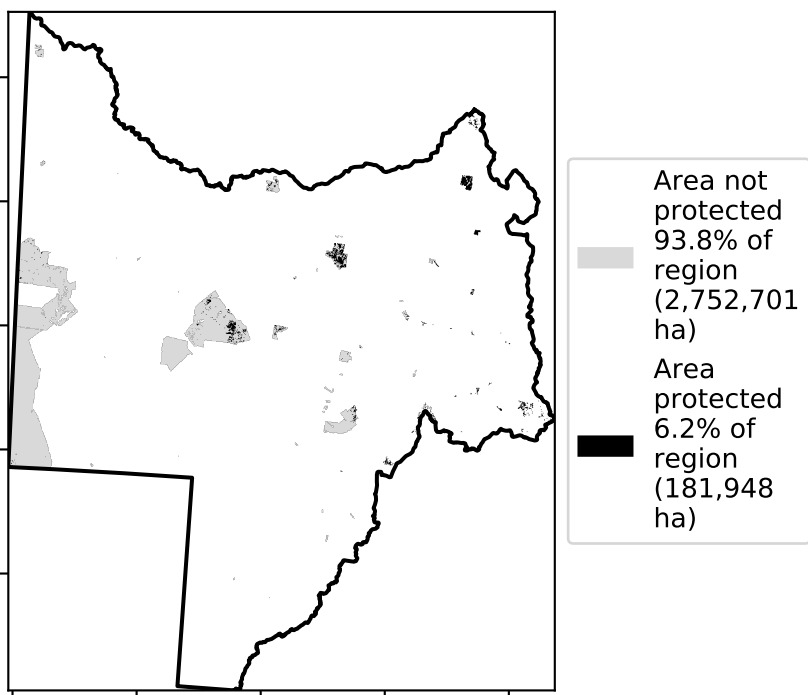 Area not
protected
93.8% of
region
(2,752,701
ha)
Area
protected
6.2% of
region
(181,948
ha)